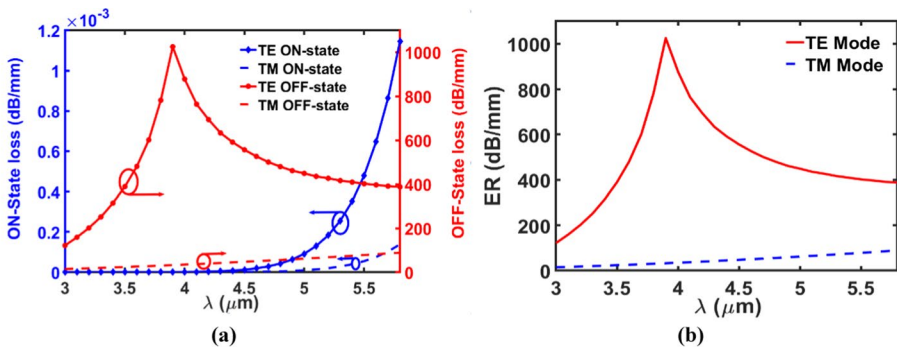 ×10⁻³
1.2
1
0.8
0.6
0.4
0.2
0
ON-State loss (dB/mm)
TE ON-state
TM ON-state
TE OFF-state
TM OFF-state
1000
800
600
400
200
0
OFF-State loss (dB/mm)
3 3.5 4 4.5 5 5.5
λ (μm)
(a)
1000
800
600
400
200
0
ER (dB/mm)
TE Mode
TM Mode
3 3.5 4 4.5 5 5.5
λ (μm)
(b)